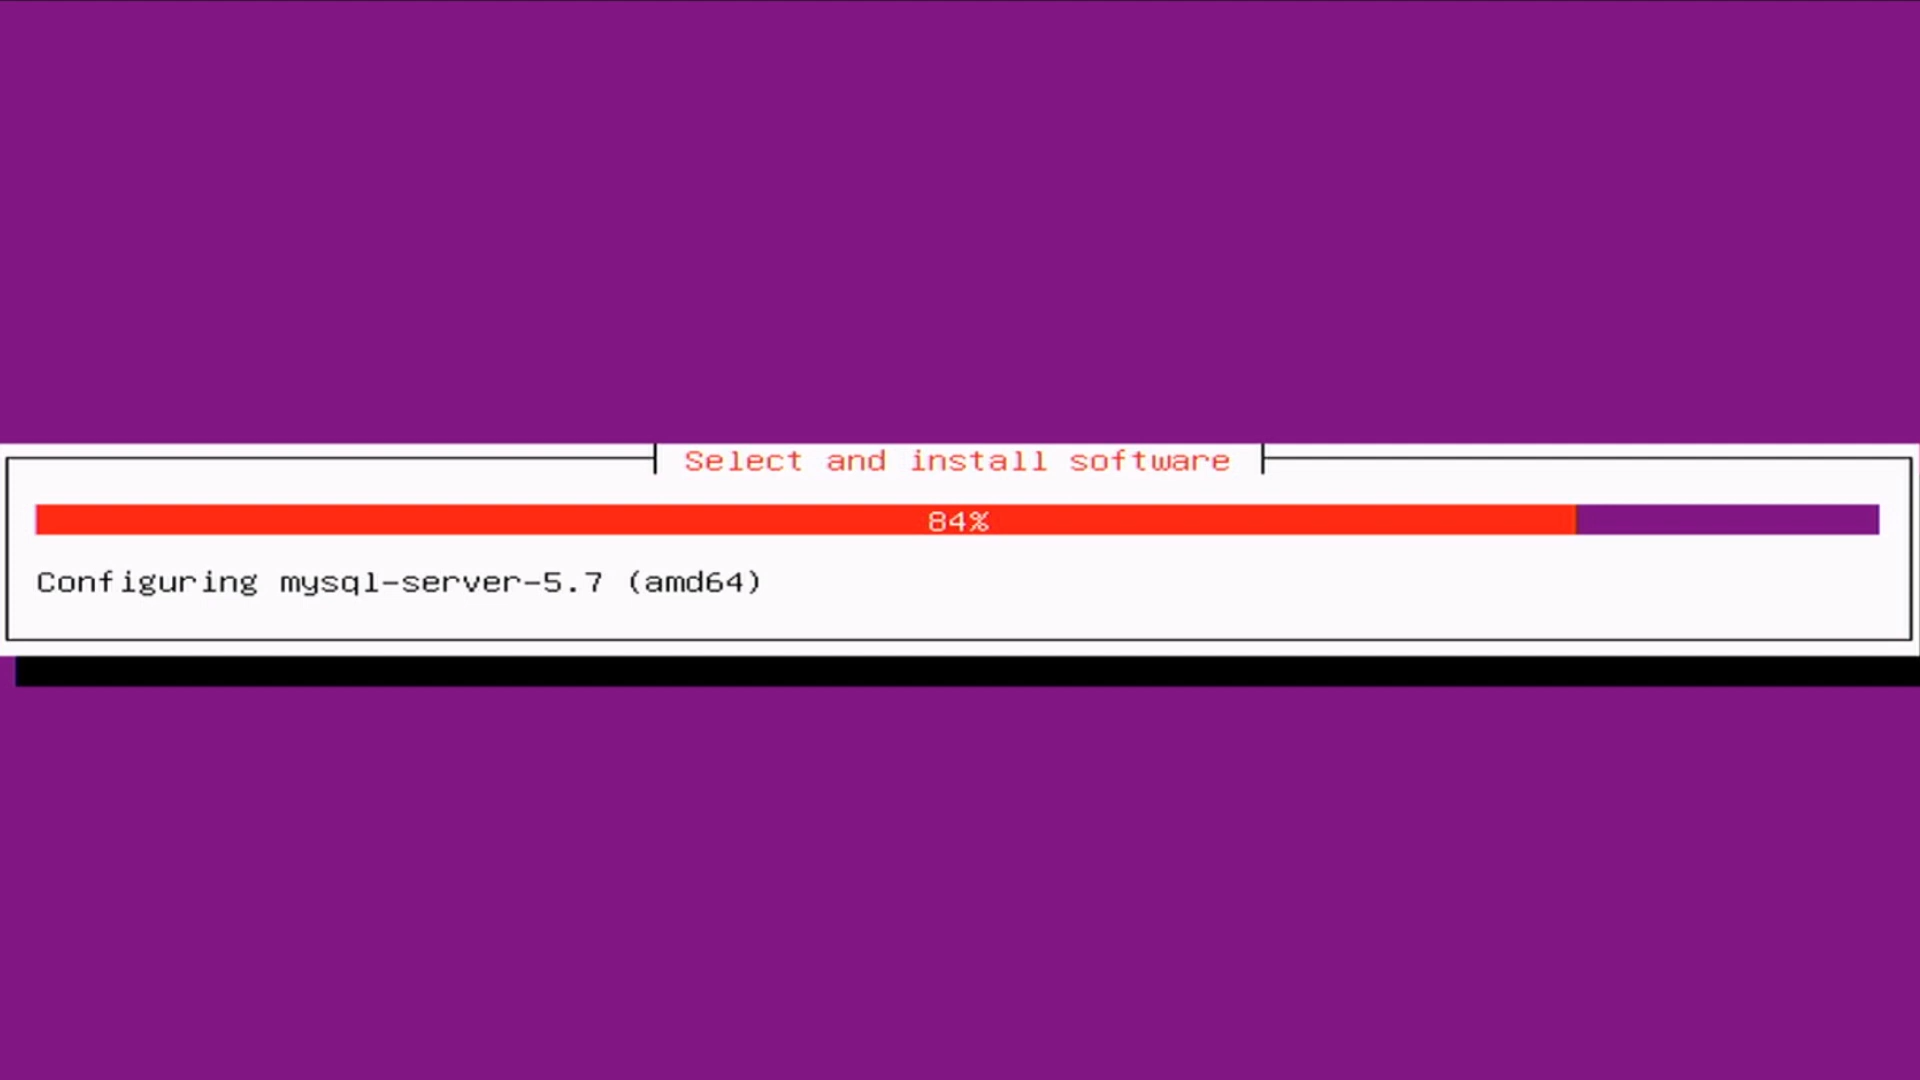 Select and install software
84%
Configuring mysql-server-5.7 (amd64)